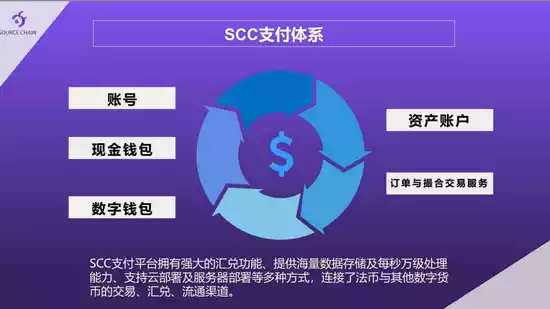 SOURCE CHAIN
SCC支付体系
账号
现金钱包
数字钱包
资产账户
订单与撮合交易服务
$
SCC支付平台拥有强大的汇兑功能、提供海量数据存储及每秒万级处理
能力、支持云部署及服务器部署等多种方式，连接了法币与其他数字货
币的交易、汇兑、流通渠道。